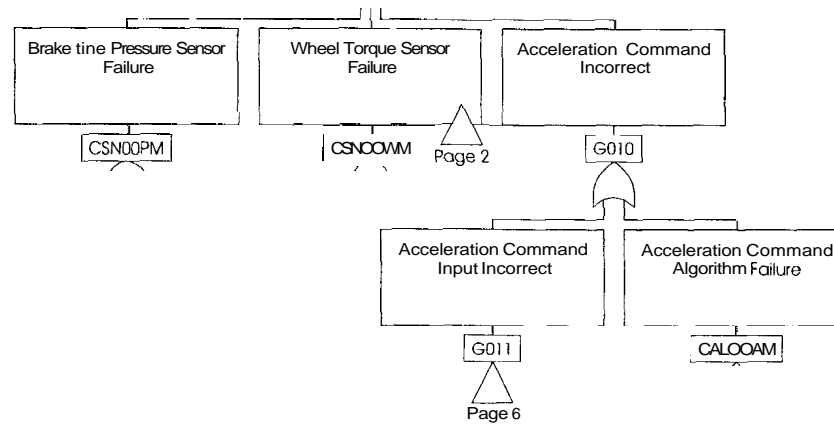 Brake tine Pressure Sensor
Failure
Wheel Torque Sensor
Failure
Acceleration Command
Incorrect
CSN00PM
CSNOOWM
Page 2
G010
Acceleration Command
Input Incorrect
Acceleration Command
Algorithm Failure
G011
CALOOAM
Page 6